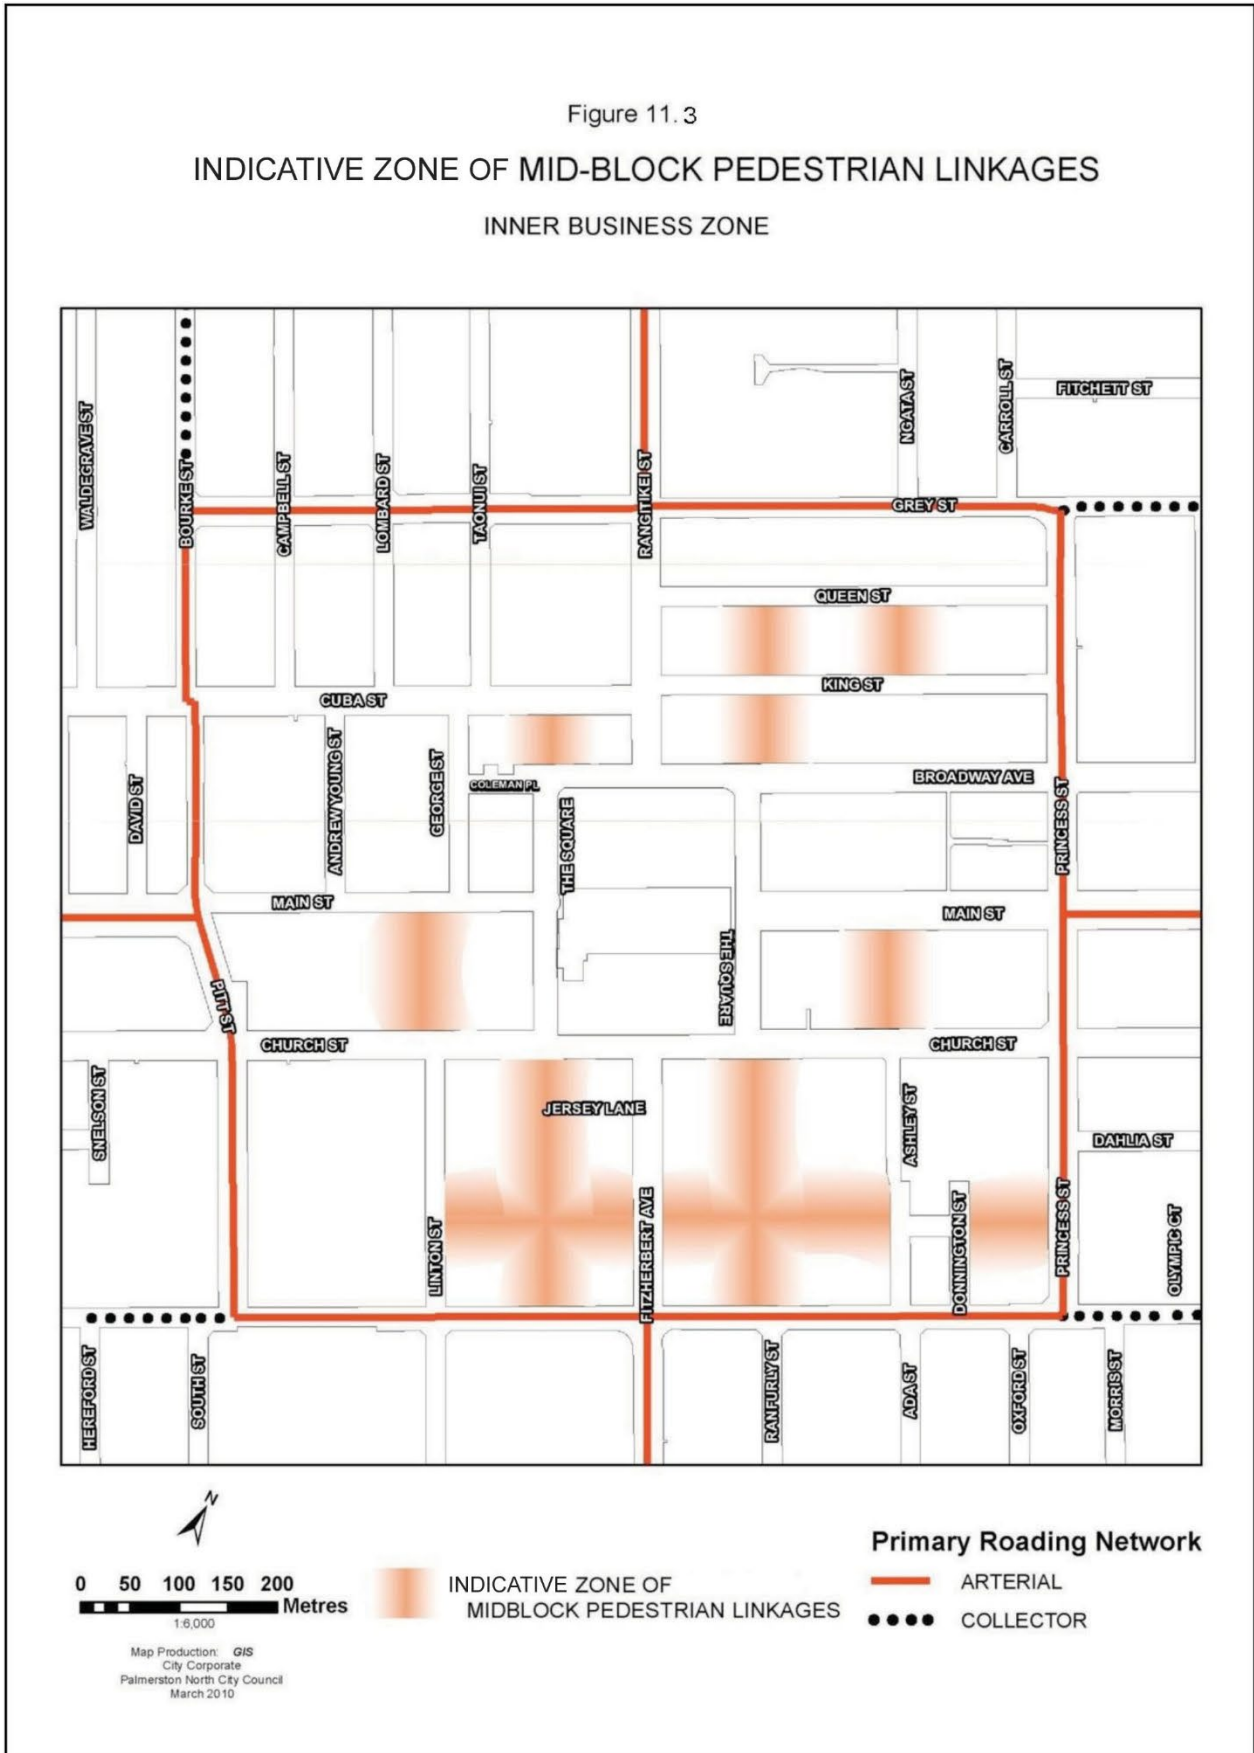 Figure 11.3
INDICATIVE ZONE OF MID-BLOCK PEDESTRIAN LINKAGES
INNER BUSINESS ZONE
WALDEGRAVE ST
BOURKE ST
CAMPBELL ST
LOMBARD ST
TAONUI ST
RANGITIKEI ST
NGATA ST
CARROLL ST
FITCHETT ST
GREY ST
QUEEN ST
KING ST
CUBA ST
DAVID ST
ANDREW YOUNG ST
GEORGE ST
COLEMAN PL
THE SQUARE
BROADWAY AVE
PRINCESS ST
MAIN ST
MAIN ST
THE SQUARE
PITT ST
CHURCH ST
CHURCH ST
SNELSON ST
JERSEY LANE
ASHLEY ST
DAHLIA ST
LINTON ST
FITZHERBERT AVE
DONNINGTON ST
PRINCESS ST
OLYMPIC CT
HEREFORD ST
SOUTH ST
RANFURLY ST
ADA ST
OXFORD ST
MORRIS ST
N
0 50 100 150 200
Metres
1:6,000
Map Production: GIS
City Corporate
Palmerston North City Council
March 2010
INDICATIVE ZONE OF
MIDBLOCK PEDESTRIAN LINKAGES
Primary Roading Network
ARTERIAL
COLLECTOR